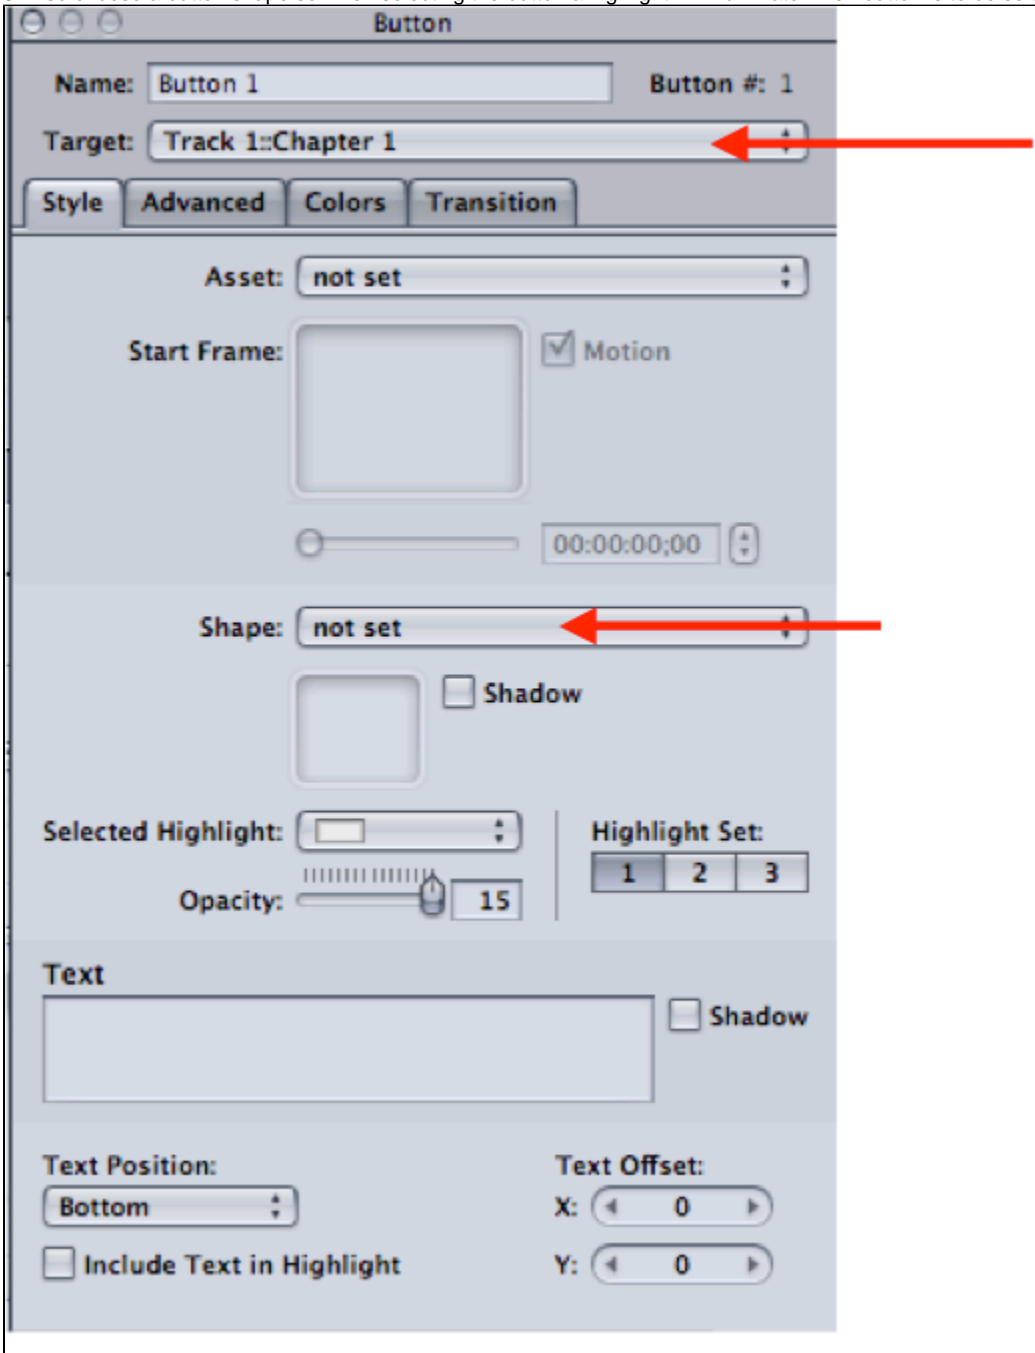 Button
Name: Button 1 Button #: 1
Target: Track 1::Chapter 1
Style Advanced Colors Transition
Asset: not set
Start Frame: Motion
00:00:00;00
Shape: not set
Shadow
Selected Highlight: Highlight Set:
1 2 3
Opacity: 15
Text
Shadow
Text Position: Text Offset:
Bottom X: 0
Include Text in Highlight Y: 0